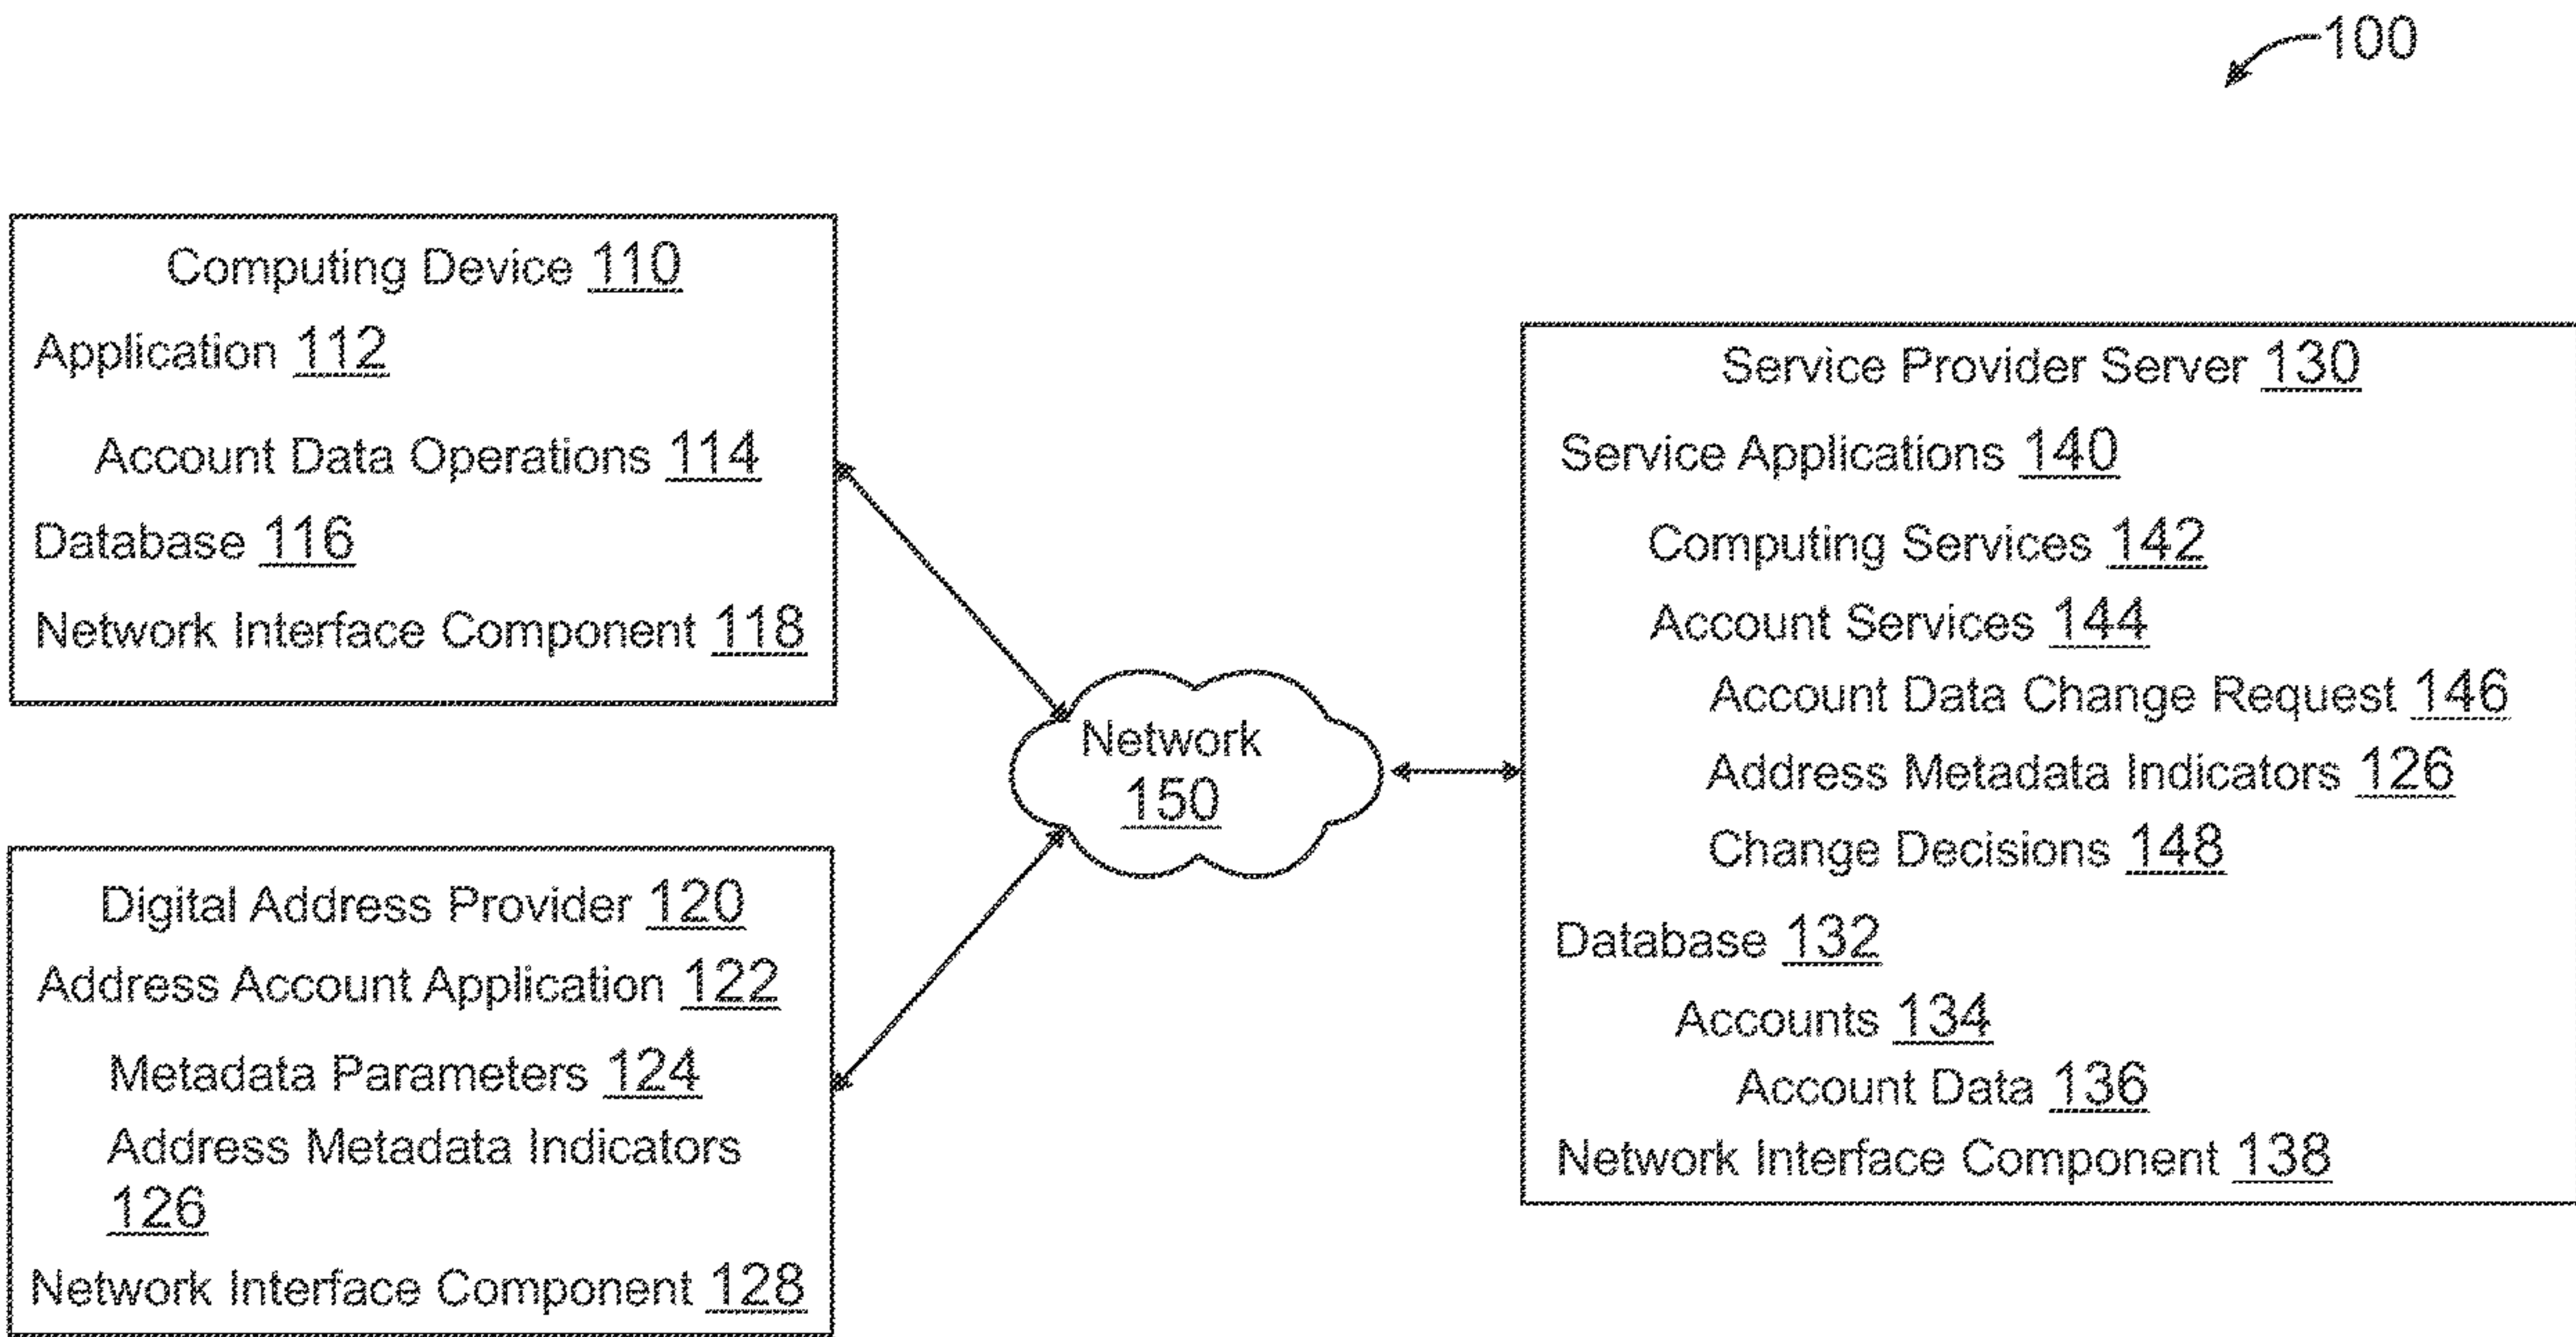 100
Computing Device 110
Application 112
Account Data Operations 114
Database 116
Network Interface Component 118
Digital Address Provider 120
Address Account Application 122
Metadata Parameters 124
Address Metadata Indicators
126
Network Interface Component 128
Network
150
Service Provider Server 130
Service Applications 140
Computing Services 142
Account Services 144
Account Data Change Request 146
Address Metadata Indicators 126
Change Decisions 148
Database 132
Accounts 134
Account Data 136
Network Interface Component 138